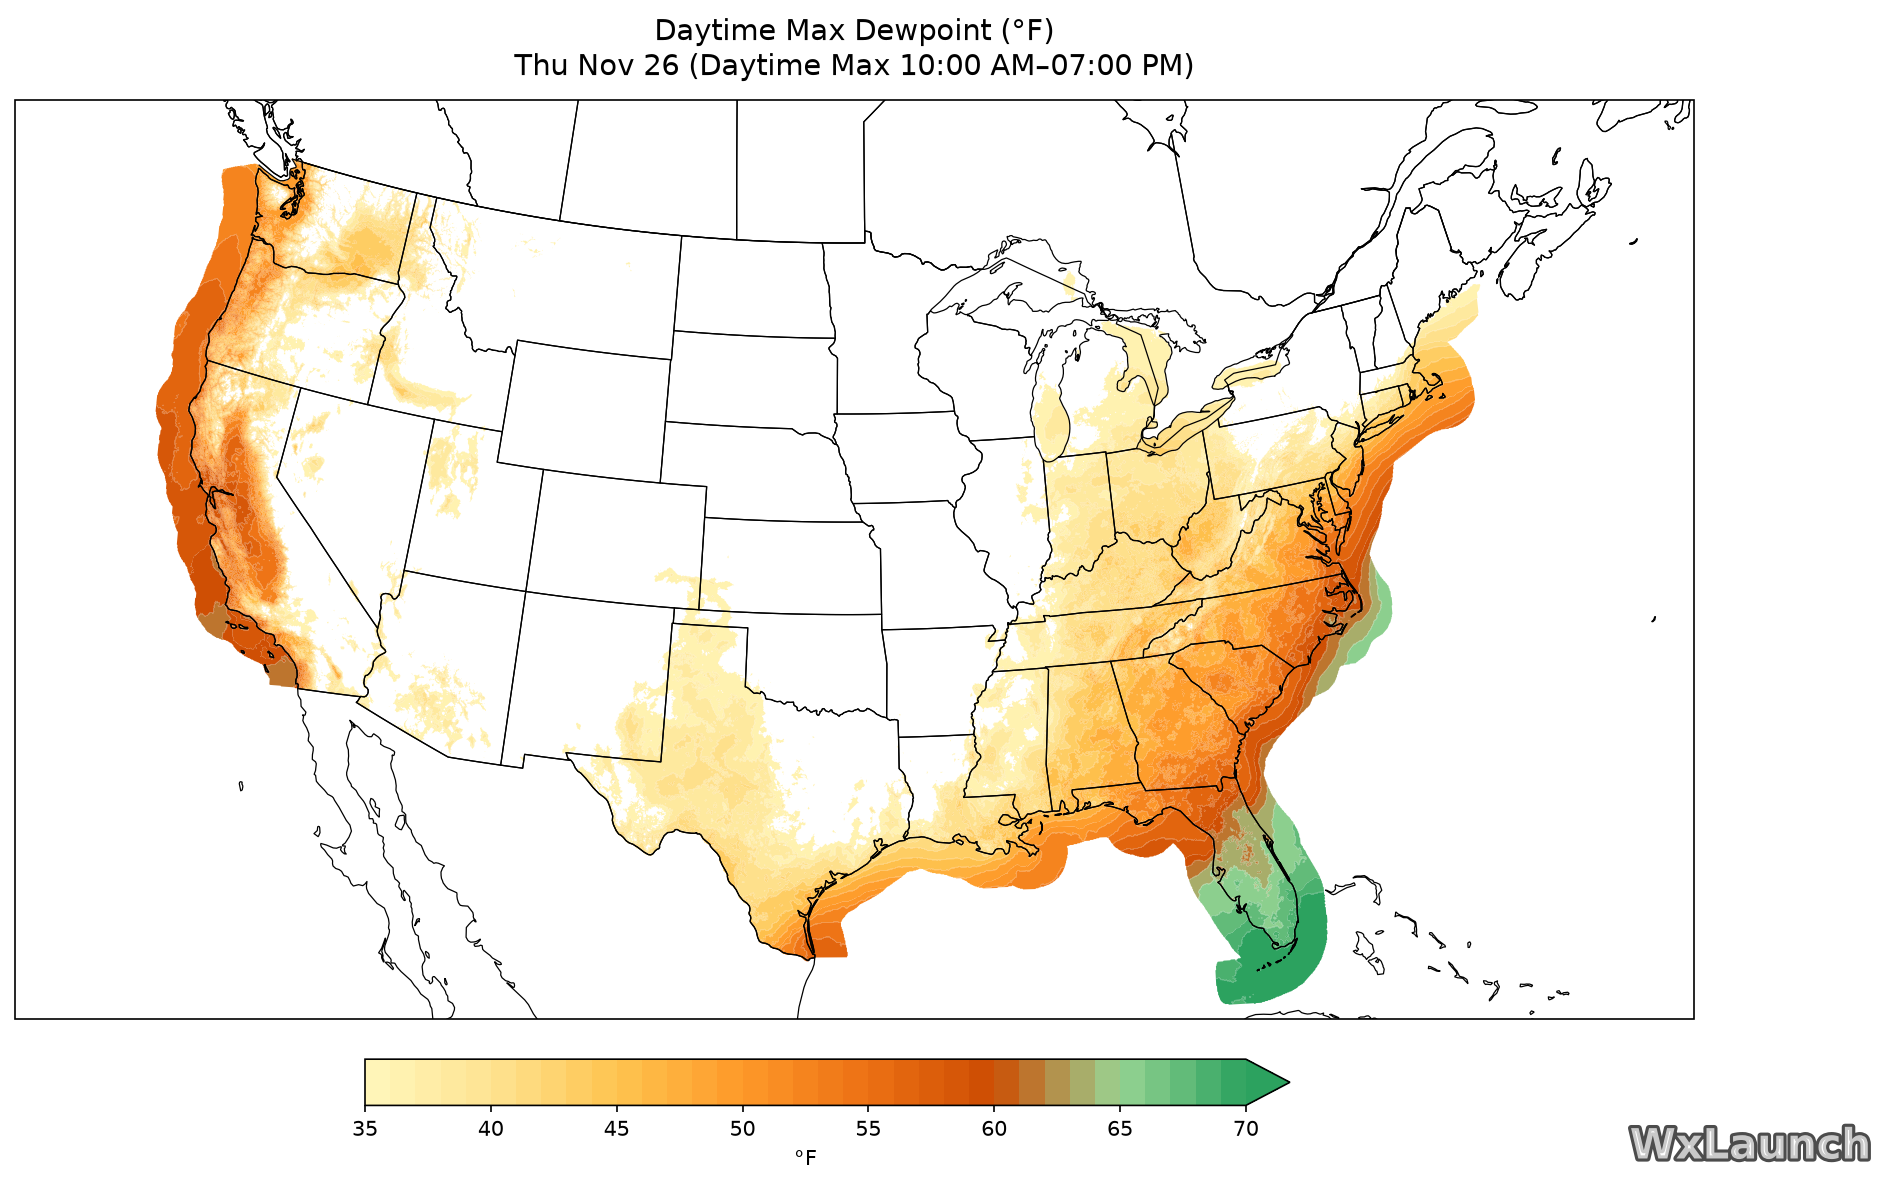 Daytime Max Dewpoint (°F)
Thu Nov 26 (Daytime Max 10:00 AM–07:00 PM)
35 40 45 50 55 60 65 70
°F
WxLaunch